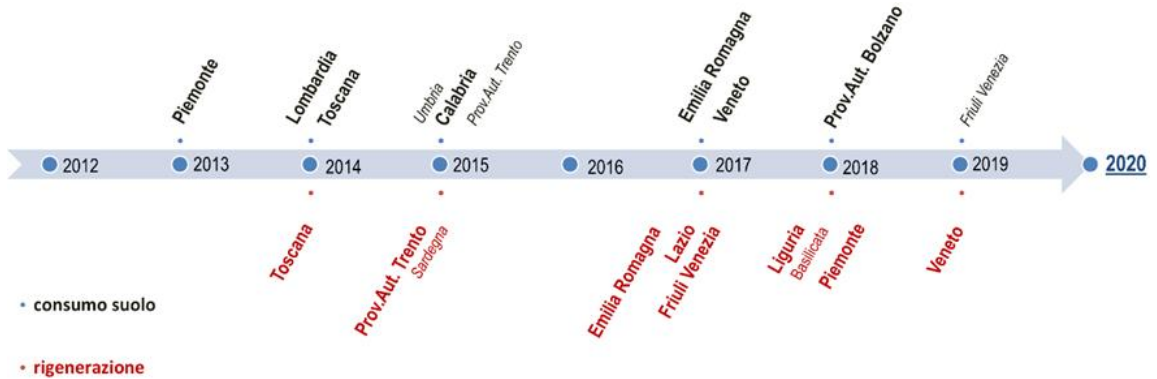 Piemonte
Lombardia
Toscana
Umbria
Calabria
Prov.Aut. Trento
Emilia Romagna
Veneto
Prov.Aut. Bolzano
Friuli Venezia
2012
2013
2014
2015
2016
2017
2018
2019
2020
Toscana
Prov.Aut. Trento
Sardegna
Emilia Romagna
Lazio
Friuli Venezia
Liguria
Basilicata
Piemonte
Veneto
consumo suolo
rigenerazione